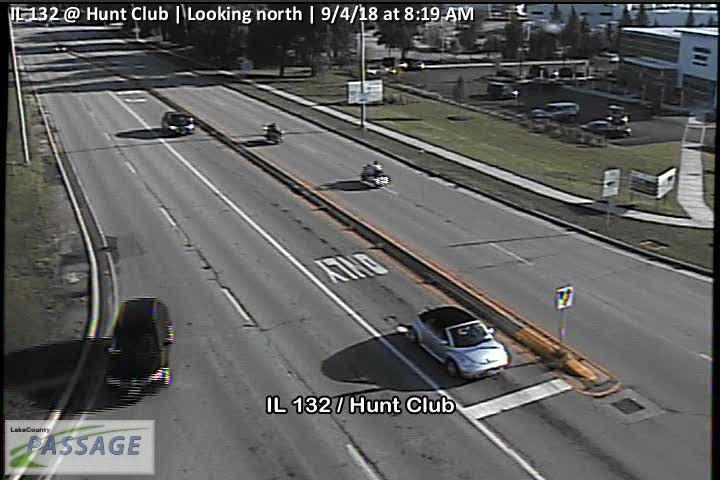 IL 132 @ Hunt Club | Looking north | 9/4/18 at 8:19 AM
ONLY
IL 132 / Hunt Club
LakeCounty
PASSAGE